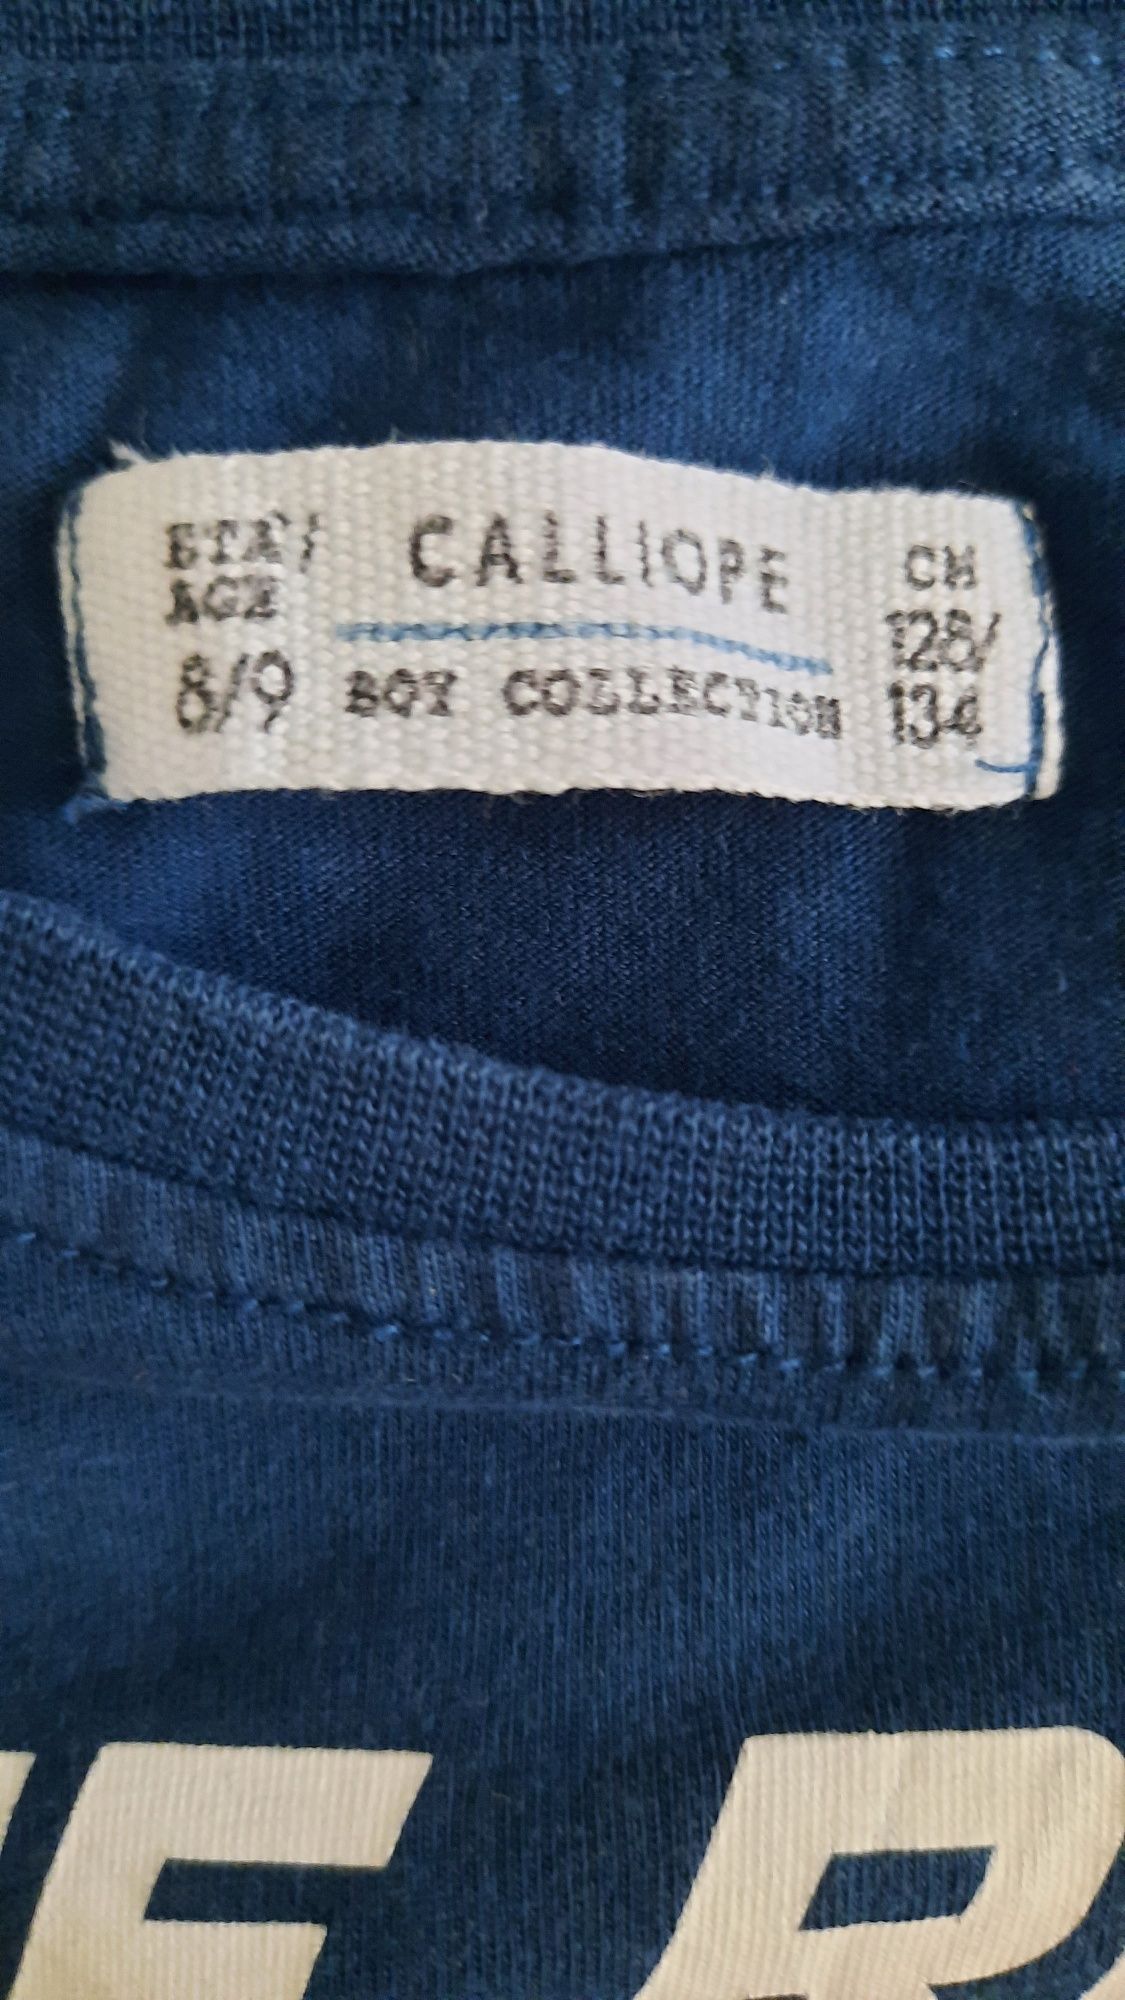 ETA'/
AGE
8/9
CALLIOPE
BOY COLLECTION
CM
128/
134
E R